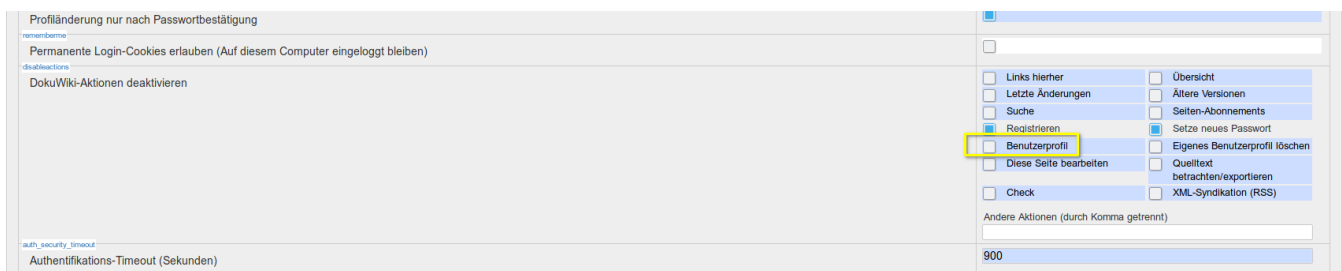 Profiländerung nur nach Passwortbestätigung
rememberme
Permanente Login-Cookies erlauben (Auf diesem Computer eingeloggt bleiben)
disableactions
DokuWiki-Aktionen deaktivieren
Links hierher Übersicht
Letzte Änderungen Ältere Versionen
Suche Seiten-Abonnements
Registrieren Setze neues Passwort
Benutzerprofil Eigenes Benutzerprofil löschen
Diese Seite bearbeiten Quelltext
betrachten/exportieren
Check XML-Syndikation (RSS)
Andere Aktionen (durch Komma getrennt)
auth_security_timeout
Authentifikations-Timeout (Sekunden) 900